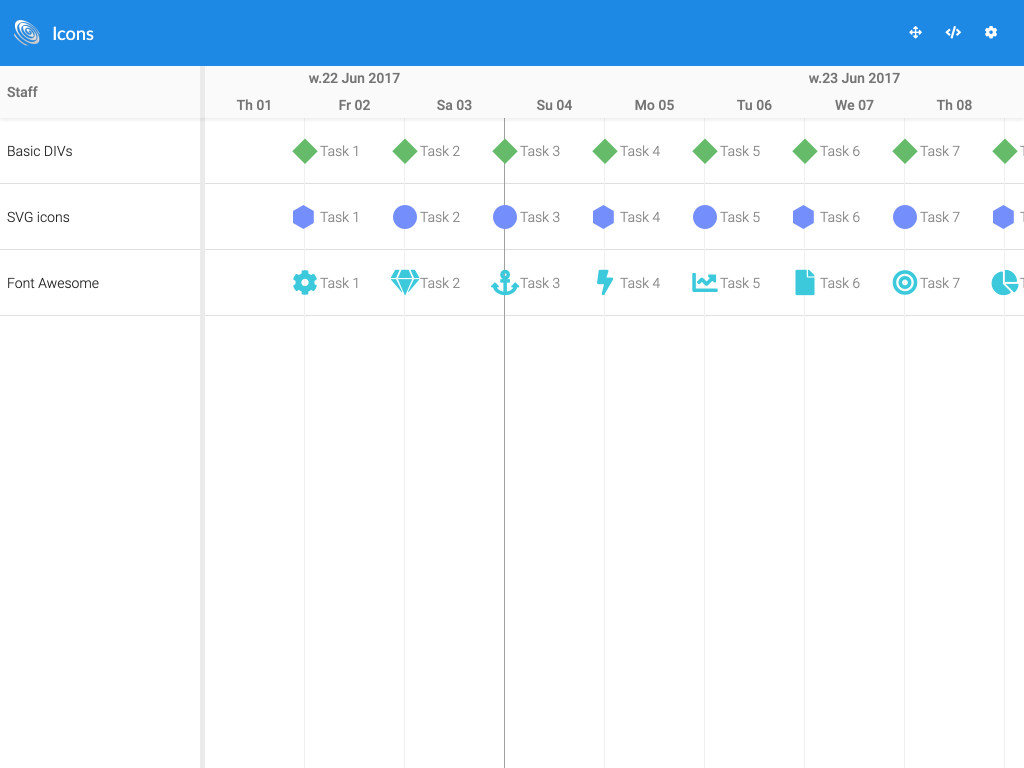 Icons
Staff
w.22 Jun 2017 w.23 Jun 2017
Th 01 Fr 02 Sa 03 Su 04 Mo 05 Tu 06 We 07 Th 08
Basic DIVs Task 1 Task 2 Task 3 Task 4 Task 5 Task 6 Task 7
SVG icons Task 1 Task 2 Task 3 Task 4 Task 5 Task 6 Task 7
Font Awesome Task 1 Task 2 Task 3 Task 4 Task 5 Task 6 Task 7